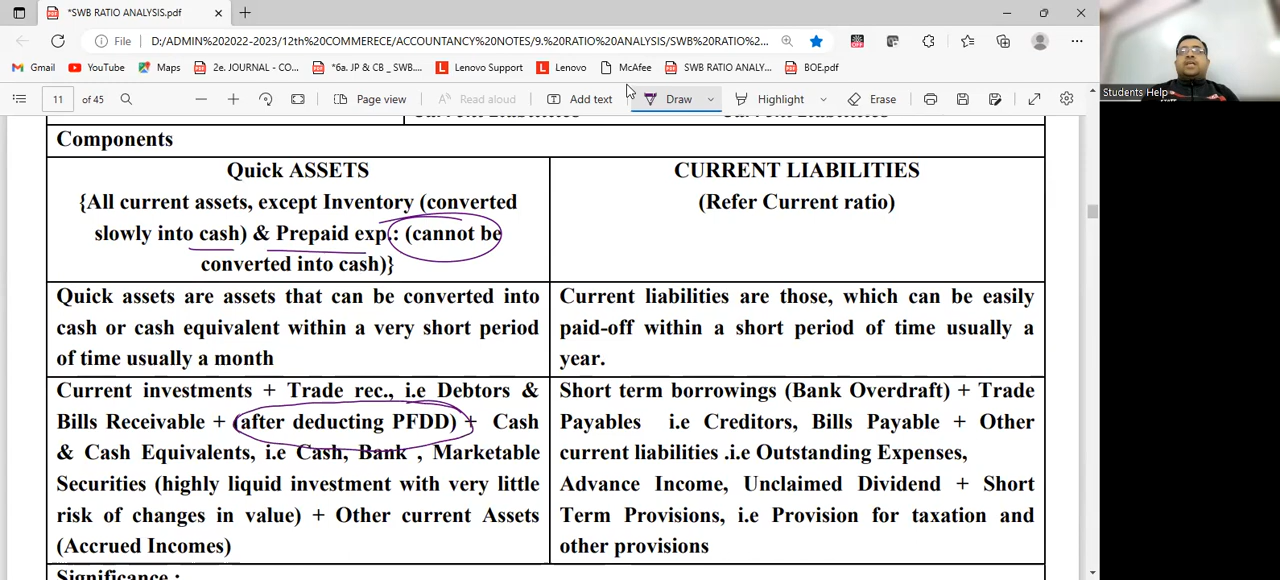 *SWB RATIO ANALYSIS.pdf
File D:/ADMIN%202022-2023/12th%20COMMERECE/ACCOUNTANCY%20NOTES/9.%20RATIO%20ANALYSIS/SWB%20RATIO%2...
Gmail YouTube Maps 2e. JOURNAL - CO... *6a. JP & CB _ SWB.... Lenovo Support Lenovo McAfee SWB RATIO ANALY... BOE.pdf
11 of 45 Page view Read aloud Add text Draw Highlight Erase
Students Help
Current Liabilities Current Liabilities
Components
Quick ASSETS
{All current assets, except Inventory (converted
slowly into cash) & Prepaid exp.: (cannot be
converted into cash)}
CURRENT LIABILITIES
(Refer Current ratio)
Quick assets are assets that can be converted into
cash or cash equivalent within a very short period
of time usually a month
Current liabilities are those, which can be easily
paid-off within a short period of time usually a
year.
Current investments + Trade rec., i.e Debtors &
Bills Receivable + (after deducting PFDD) + Cash
& Cash Equivalents, i.e Cash, Bank , Marketable
Securities (highly liquid investment with very little
risk of changes in value) + Other current Assets
(Accrued Incomes)
Short term borrowings (Bank Overdraft) + Trade
Payables i.e Creditors, Bills Payable + Other
current liabilities .i.e Outstanding Expenses,
Advance Income, Unclaimed Dividend + Short
Term Provisions, i.e Provision for taxation and
other provisions
Significance :